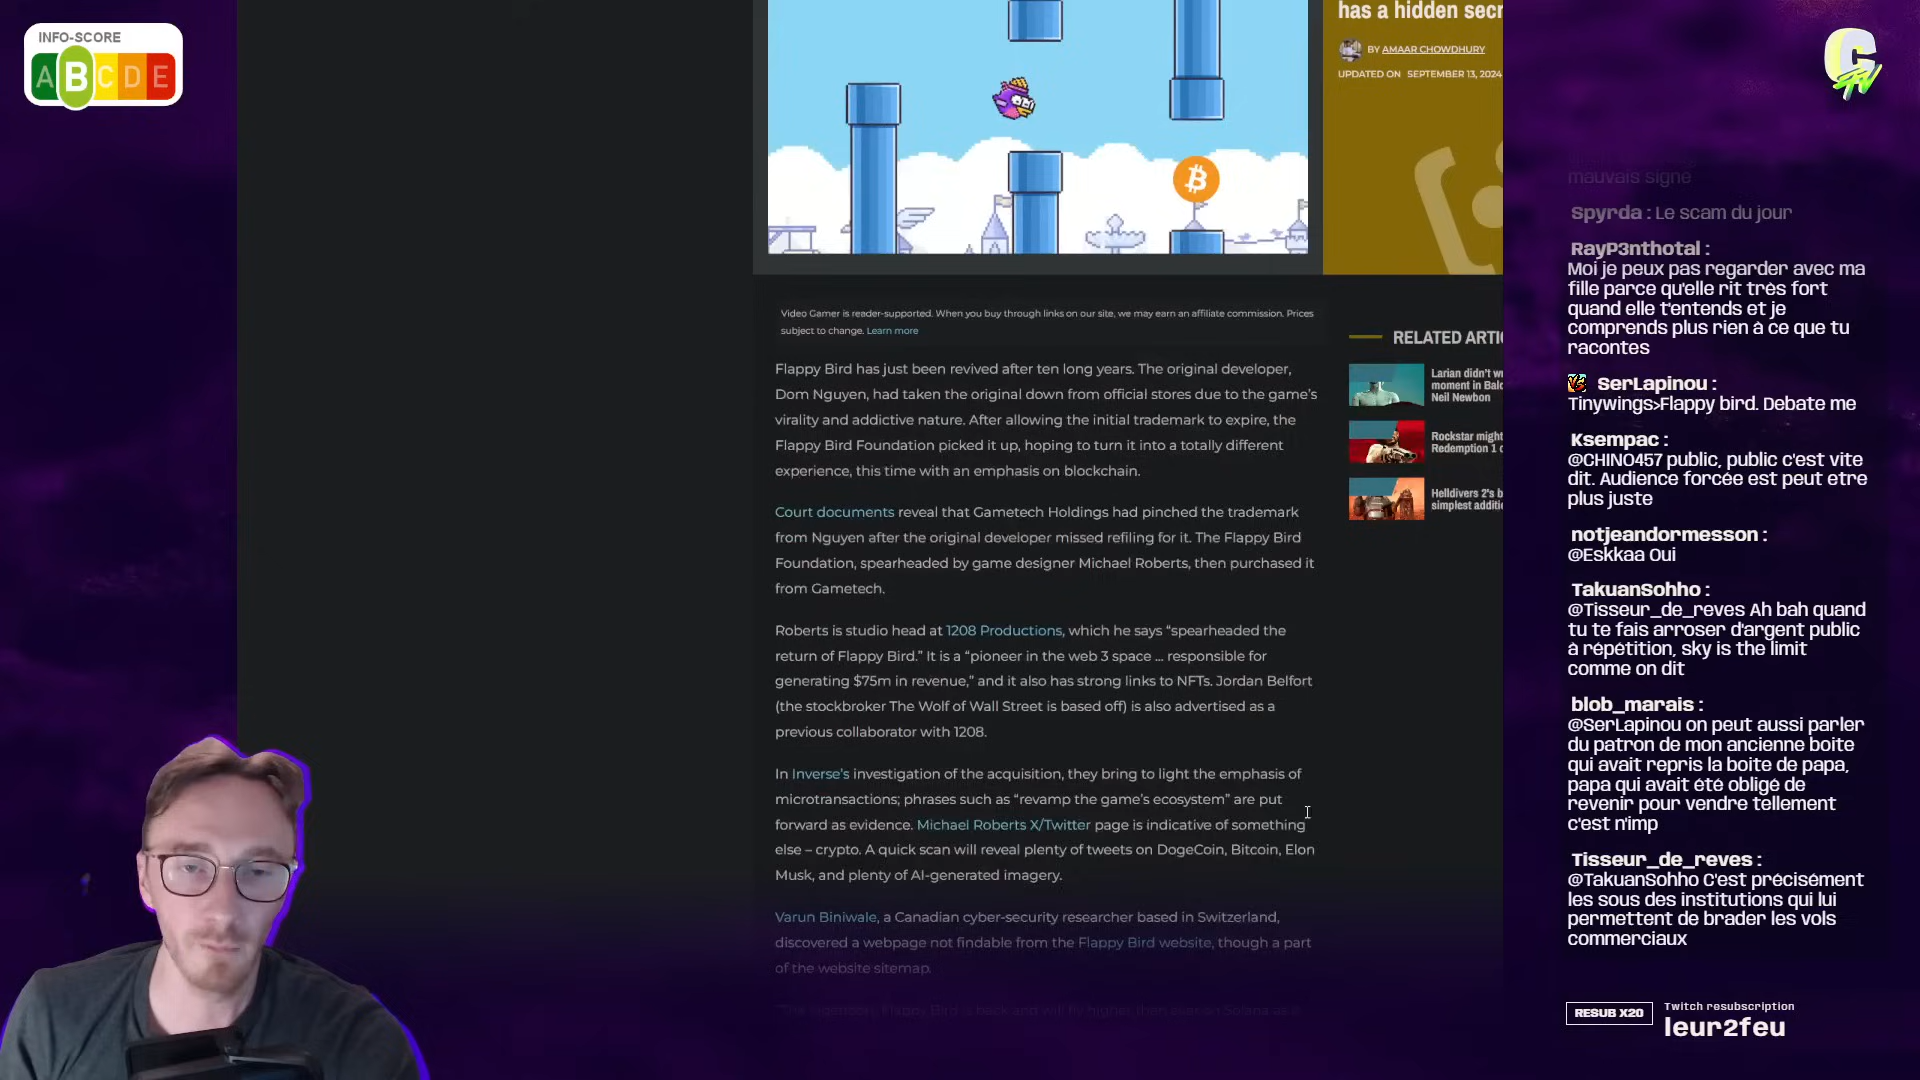 INFO-SCORE
A B C D E
has a hidden secr
BY AMAAR CHOWDHURY
UPDATED ON SEPTEMBER 13, 2024
Video Gamer is reader-supported. When you buy through links on our site, we may earn an affiliate commission. Prices
subject to change. Learn more
Flappy Bird has just been revived after ten long years. The original developer,
Dom Nguyen, had taken the original down from official stores due to the game's
virality and addictive nature. After allowing the initial trademark to expire, the
Flappy Bird Foundation picked it up, hoping to turn it into a totally different
experience, this time with an emphasis on blockchain.
Court documents reveal that Gametech Holdings had pinched the trademark
from Nguyen after the original developer missed refiling for it. The Flappy Bird
Foundation, spearheaded by game designer Michael Roberts, then purchased it
from Gametech.
Roberts is studio head at 1208 Productions, which he says “spearheaded the
return of Flappy Bird.” It is a “pioneer in the web 3 space ... responsible for
generating $75m in revenue,” and it also has strong links to NFTs. Jordan Belfort
(the stockbroker The Wolf of Wall Street is based off) is also advertised as a
previous collaborator with 1208.
In Inverse's investigation of the acquisition, they bring to light the emphasis of
microtransactions; phrases such as “revamp the game's ecosystem” are put
forward as evidence. Michael Roberts X/Twitter page is indicative of something
else – crypto. A quick scan will reveal plenty of tweets on DogeCoin, Bitcoin, Elon
Musk, and plenty of AI-generated imagery.
Varun Biniwale, a Canadian cyber-security researcher based in Switzerland,
discovered a webpage not findable from the Flappy Bird website, though a part
of the website sitemap.
RELATED ARTIC
Larian didn't w
moment in Bald
Neil Newbon
Rockstar might
Redemption 1 c
Helldivers 2's b
simplest additi
mauvais signe
Spyrda : Le scam du jour
RayP3nthotal :
Moi je peux pas regarder avec ma
fille parce qu'elle rit très fort
quand elle t'entends et je
comprends plus rien à ce que tu
racontes
SerLapinou :
Tinywings>Flappy bird. Debate me
Ksempac :
@CHINO457 public, public c'est vite
dit. Audience forcée est peut etre
plus juste
notjeandormesson :
@Eskkaa Oui
TakuanSohho :
@Tisseur_de_reves Ah bah quand
tu te fais arroser d'argent public
à répétition, sky is the limit
comme on dit
blob_marais :
@SerLapinou on peut aussi parler
du patron de mon ancienne boite
qui avait repris la boite de papa,
papa qui avait été obligé de
revenir pour vendre tellement
c'est n'imp
Tisseur_de_reves :
@TakuanSohho C'est précisément
les sous des institutions qui lui
permettent de brader les vols
commerciaux
RESUB X20
Twitch resubscription
leur2feu